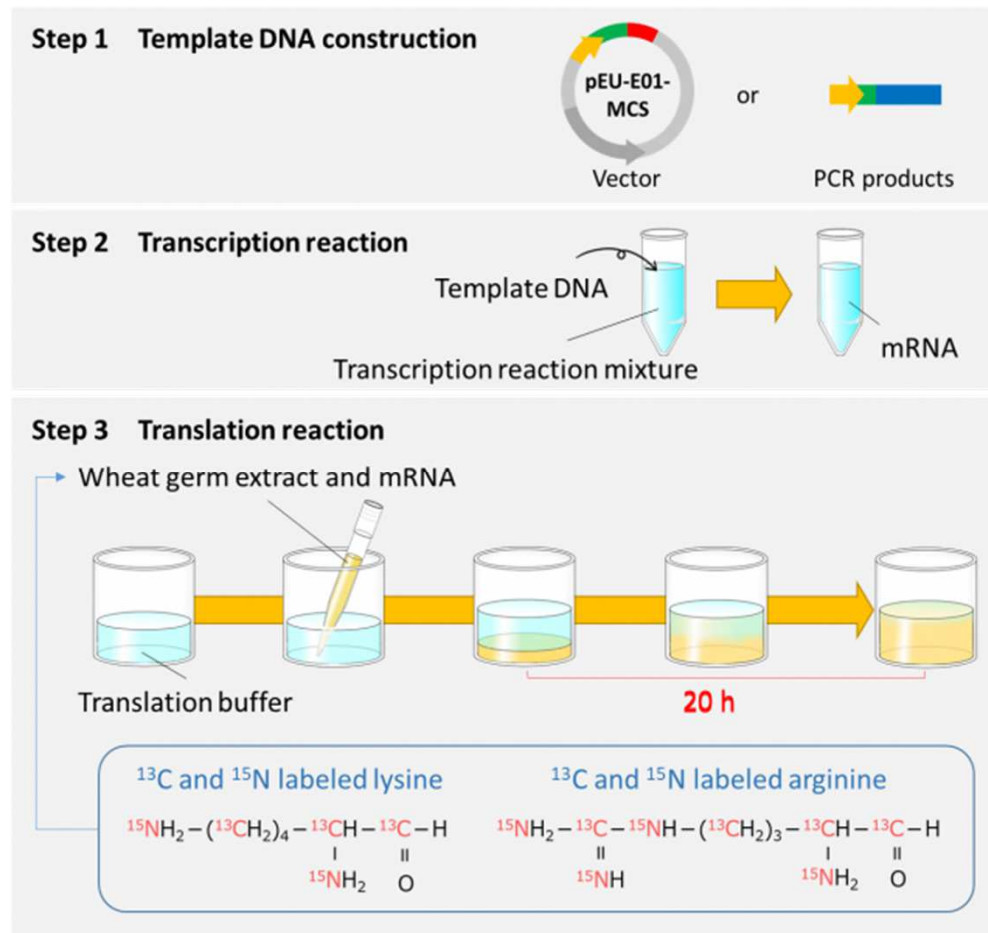 Step 1 Template DNA construction
pEU-E01-
MCS
or
Vector
PCR products
Step 2 Transcription reaction
Template DNA
Transcription reaction mixture
mRNA
Step 3 Translation reaction
Wheat germ extract and mRNA
Translation buffer
20 h
¹³C and ¹⁵N labeled lysine
¹⁵NH₂–(¹³CH₂)₄–¹³CH–¹³C–H
¹⁵NH₂ O
¹³C and ¹⁵N labeled arginine
¹⁵NH₂–¹³C–¹⁵NH–(¹³CH₂)₃–¹³CH–¹³C–H
¹⁵NH ¹⁵NH₂ O